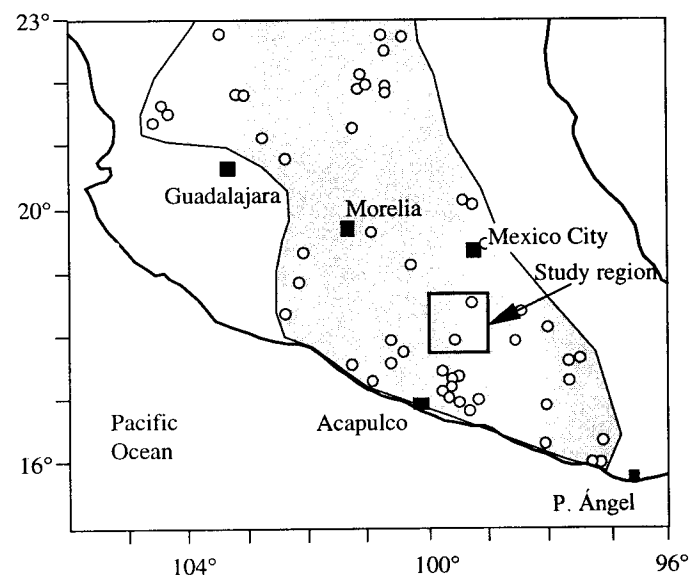 23°
Guadalajara
20°
Morelia
Mexico City
Study region
Pacific
Ocean
Acapulco
16°
P. Ángel
104°
100°
96°